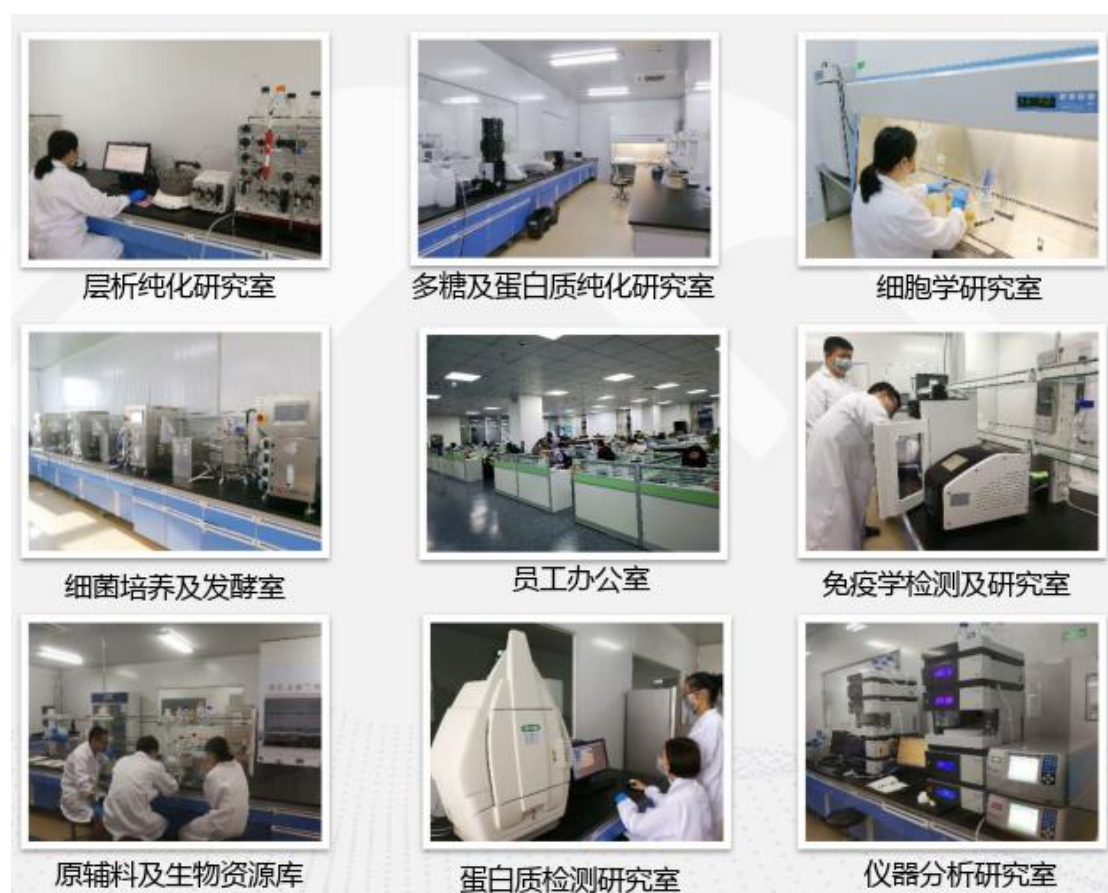 层析纯化研究室
多糖及蛋白质纯化研究室
细胞学研究室
细菌培养及发酵室
员工办公室
免疫学检测及研究室
原辅料及生物资源库
蛋白质检测研究室
仪器分析研究室